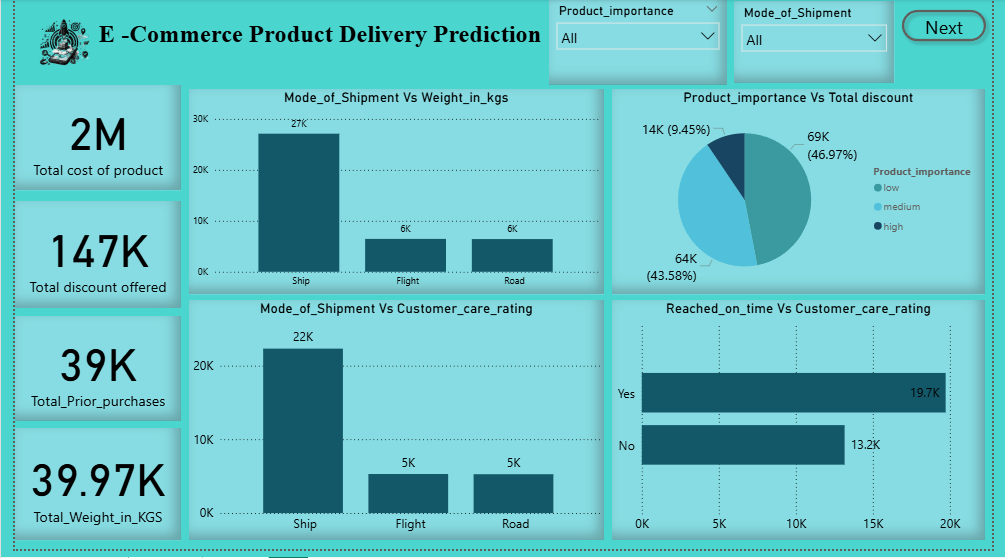 E -Commerce Product Delivery Prediction
Product_importance
All
Mode_of_Shipment
All
Next
2M
Total cost of product
147K
Total discount offered
39K
Total_Prior_purchases
39.97K
Total_Weight_in_KGS
Mode_of_Shipment Vs Weight_in_kgs
30K
20K
10K
0K
27K
6K
6K
Ship
Flight
Road
Product_importance Vs Total discount
14K (9.45%)
69K
(46.97%)
64K
(43.58%)
Product_importance
low
medium
high
Mode_of_Shipment Vs Customer_care_rating
20K
10K
0K
22K
5K
5K
Ship
Flight
Road
Reached_on_time Vs Customer_care_rating
Yes
19.7K
No
13.2K
0K
5K
10K
15K
20K